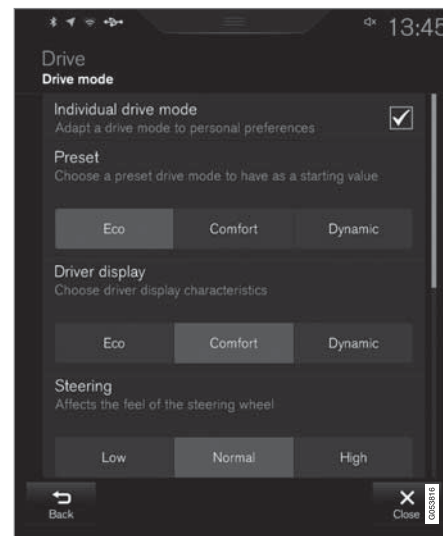 13:45
Drive
Drive mode
Individual drive mode
Adapt a drive mode to personal preferences
Preset
Choose a preset drive mode to have as a starting value
Eco Comfort Dynamic
Driver display
Choose driver display characteristics
Eco Comfort Dynamic
Steering
Affects the feel of the steering wheel
Low Normal High
Back Close
G053816